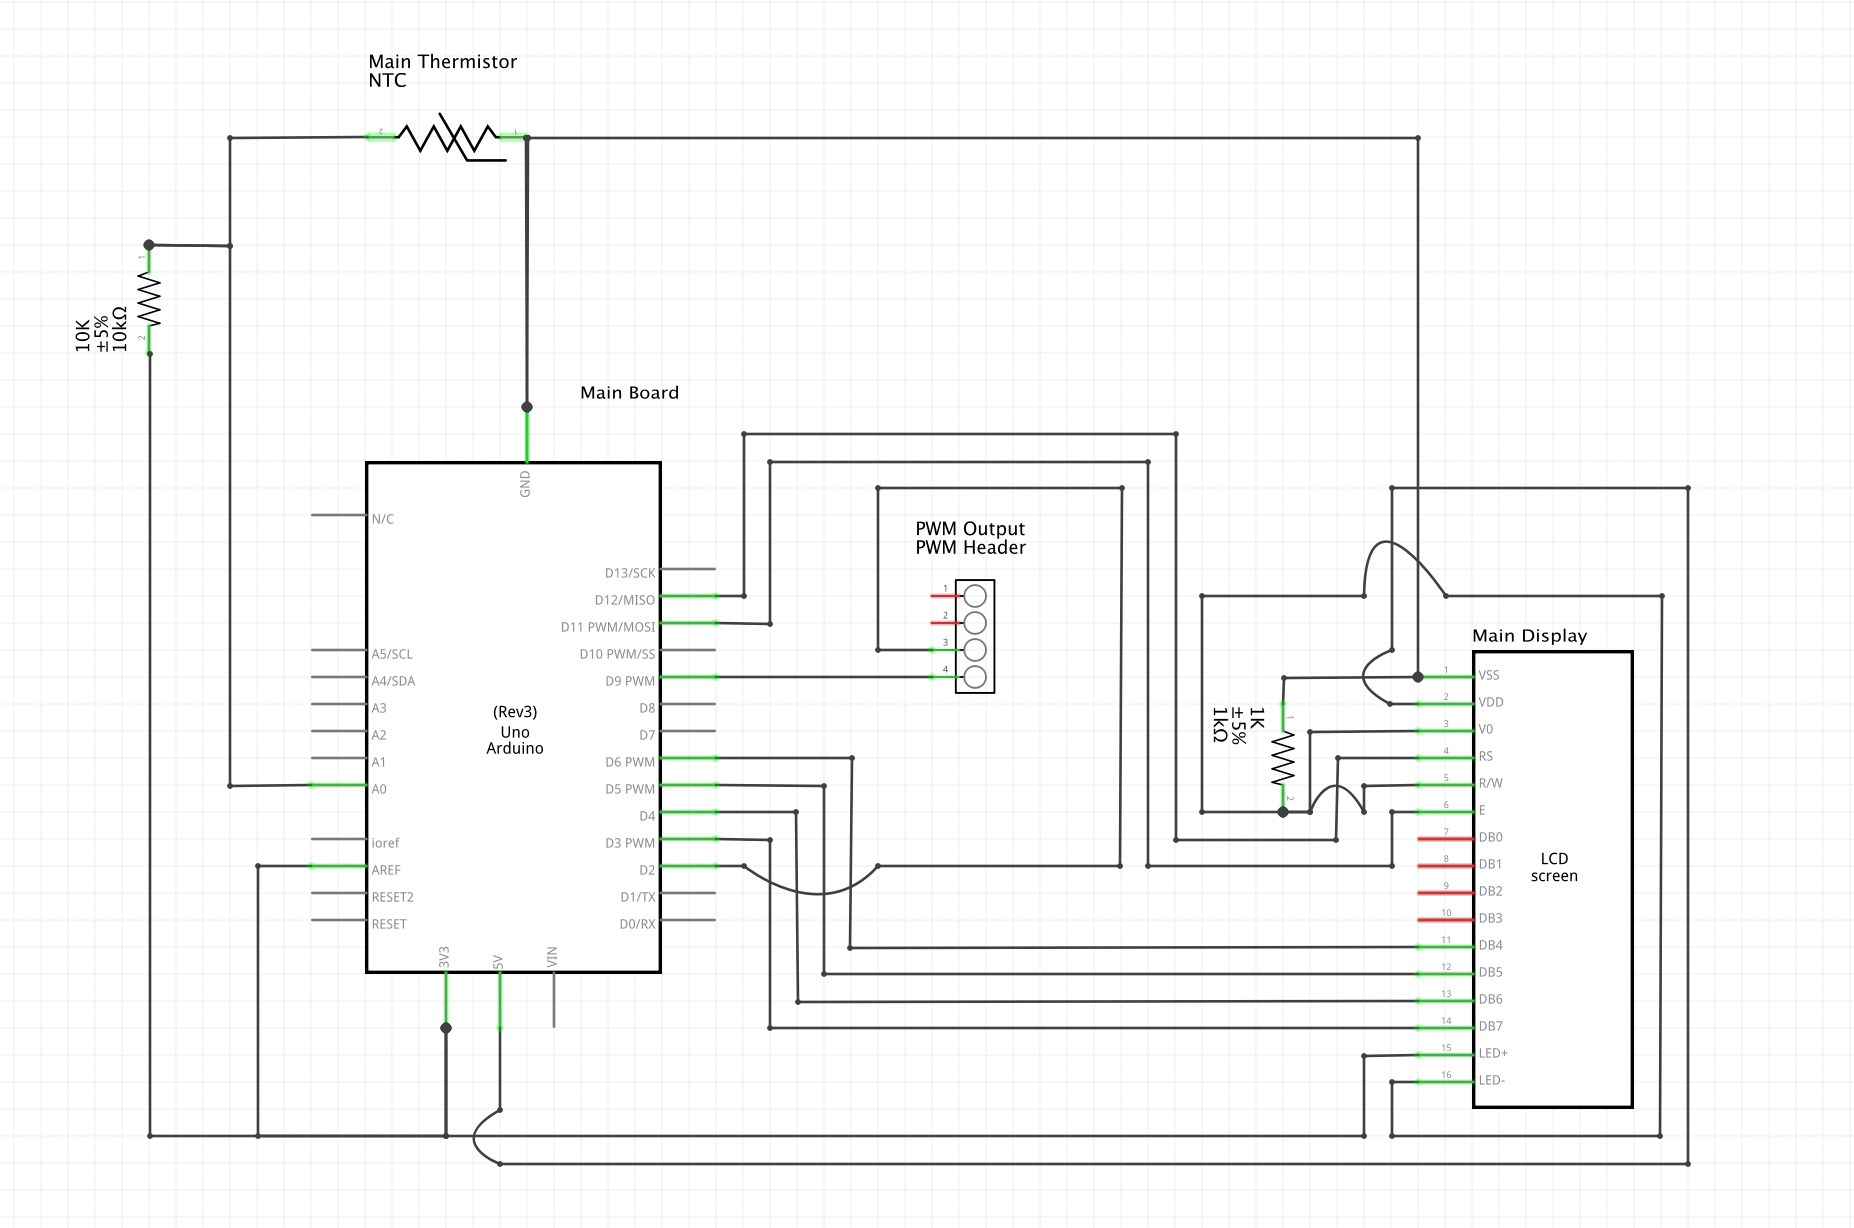 Main Thermistor
NTC
2
1
1
2
10K
±5%
10kΩ
Main Board
GND
N/C
D13/SCK
D12/MISO
D11 PWM/MOSI
D10 PWM/SS
D9 PWM
D8
D7
D6 PWM
D5 PWM
D4
D3 PWM
D2
D1/TX
D0/RX
A5/SCL
A4/SDA
A3
A2
A1
A0
ioref
AREF
RESET2
RESET
(Rev3)
Uno
Arduino
3V3
5V
VIN
PWM Output
PWM Header
1
2
3
4
1K
±5%
1kΩ
1
2
Main Display
1 VSS
2 VDD
3 V0
4 RS
5 R/W
6 E
7 DB0
8 DB1
9 DB2
10 DB3
11 DB4
12 DB5
13 DB6
14 DB7
15 LED+
16 LED-
LCD
screen